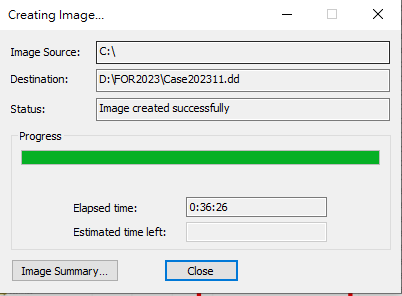 Creating Image...
Image Source: C:\
Destination: D:\FOR2023\Case202311.dd
Status: Image created successfully
Progress
Elapsed time: 0:36:26
Estimated time left:
Image Summary... Close